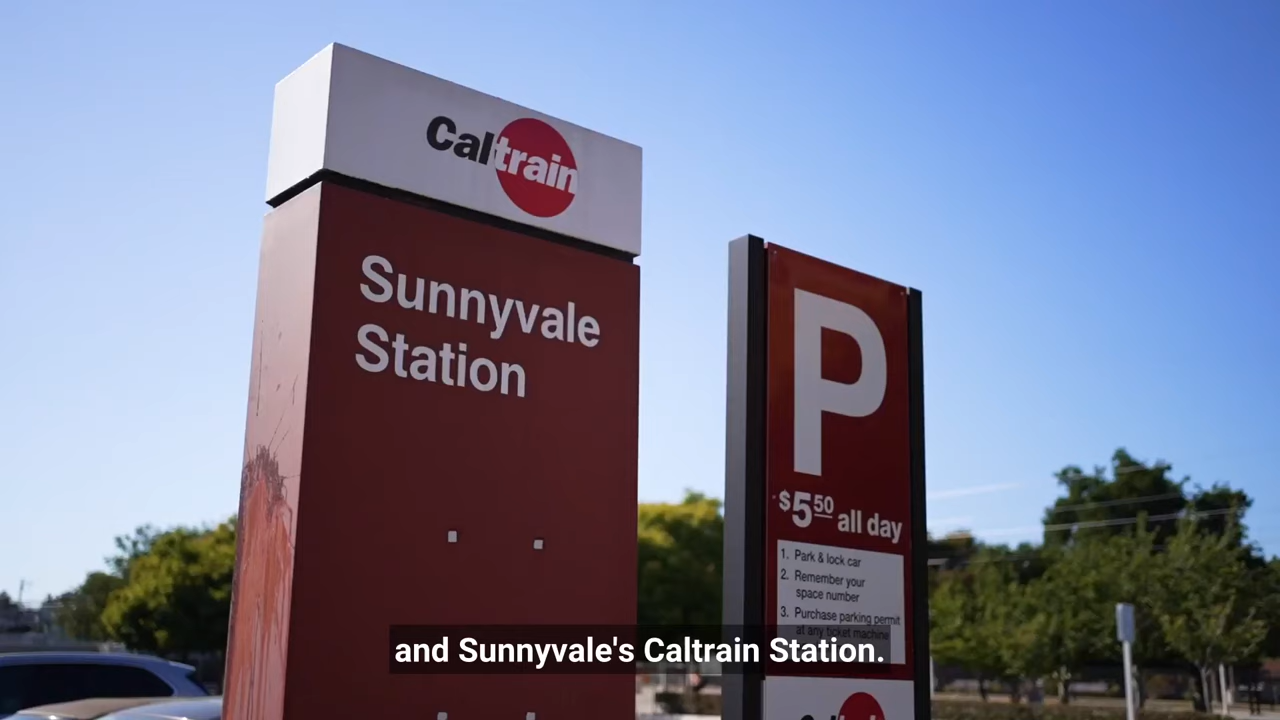 Caltrain
Sunnyvale
Station
P
$550 all day
1. Park & lock car
2. Remember your
space number
3. Purchase parking permit
at any ticket machine
and Sunnyvale's Caltrain Station.